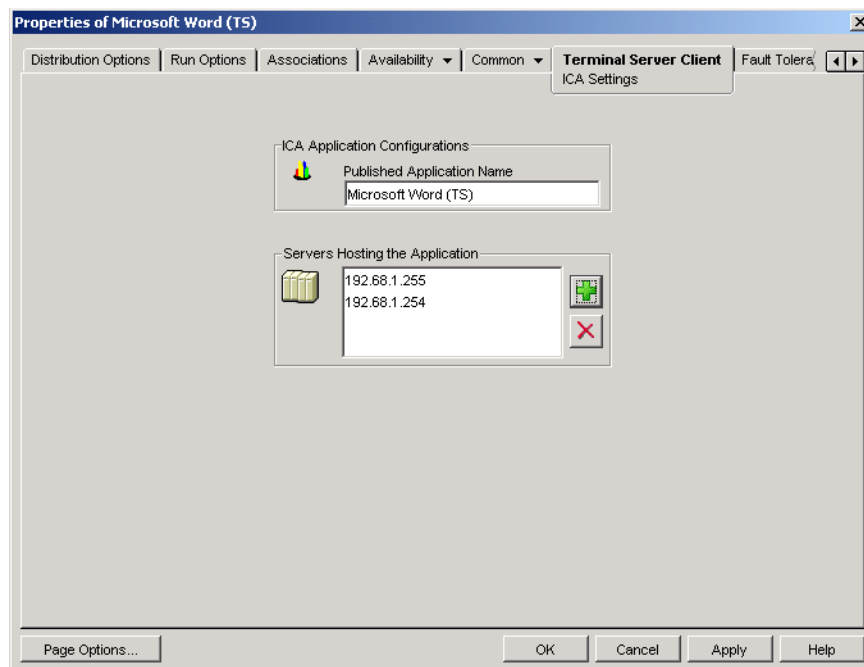 Properties of Microsoft Word (TS)
Distribution Options Run Options Associations Availability Common Terminal Server Client Fault Tolera
ICA Settings
ICA Application Configurations
Published Application Name
Microsoft Word (TS)
Servers Hosting the Application
192.68.1.255
192.68.1.254
Page Options... OK Cancel Apply Help